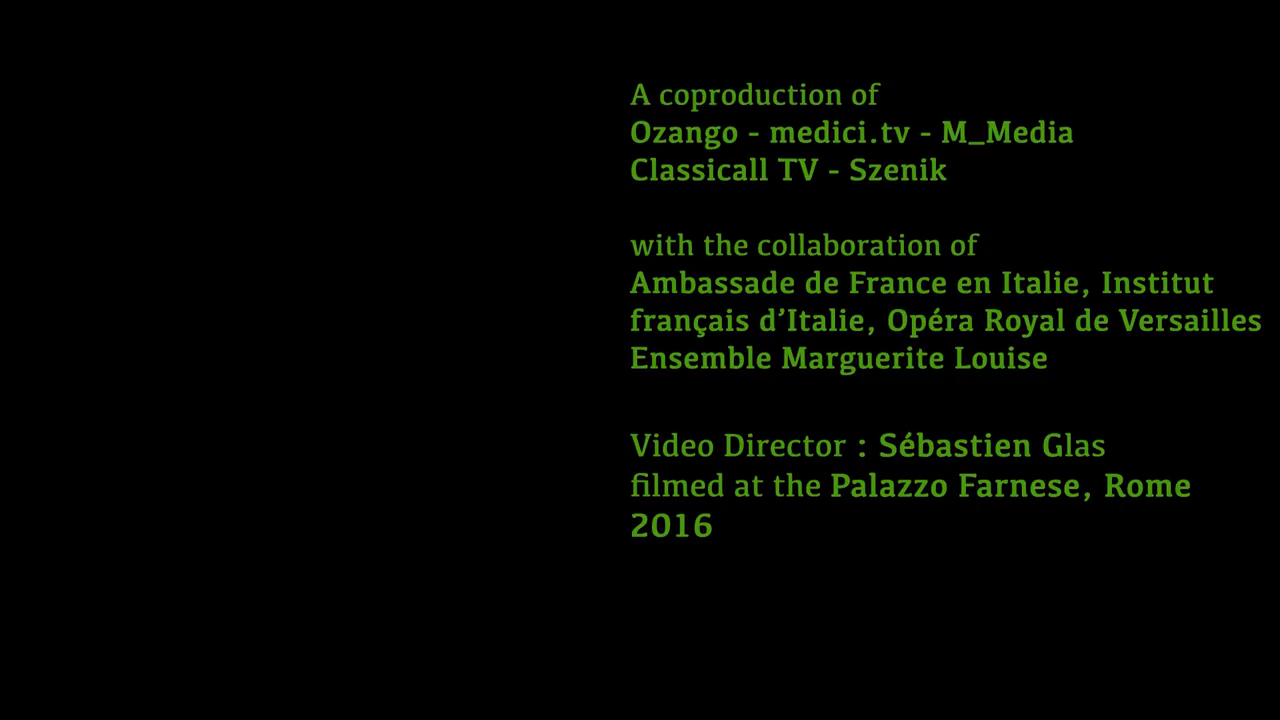 A coproduction of
Ozango - medici.tv - M_Media
Classicall TV - Szenik
with the collaboration of
Ambassade de France en Italie, Institut
français d’Italie, Opéra Royal de Versailles
Ensemble Marguerite Louise
Video Director : Sébastien Glas
filmed at the Palazzo Farnese, Rome
2016